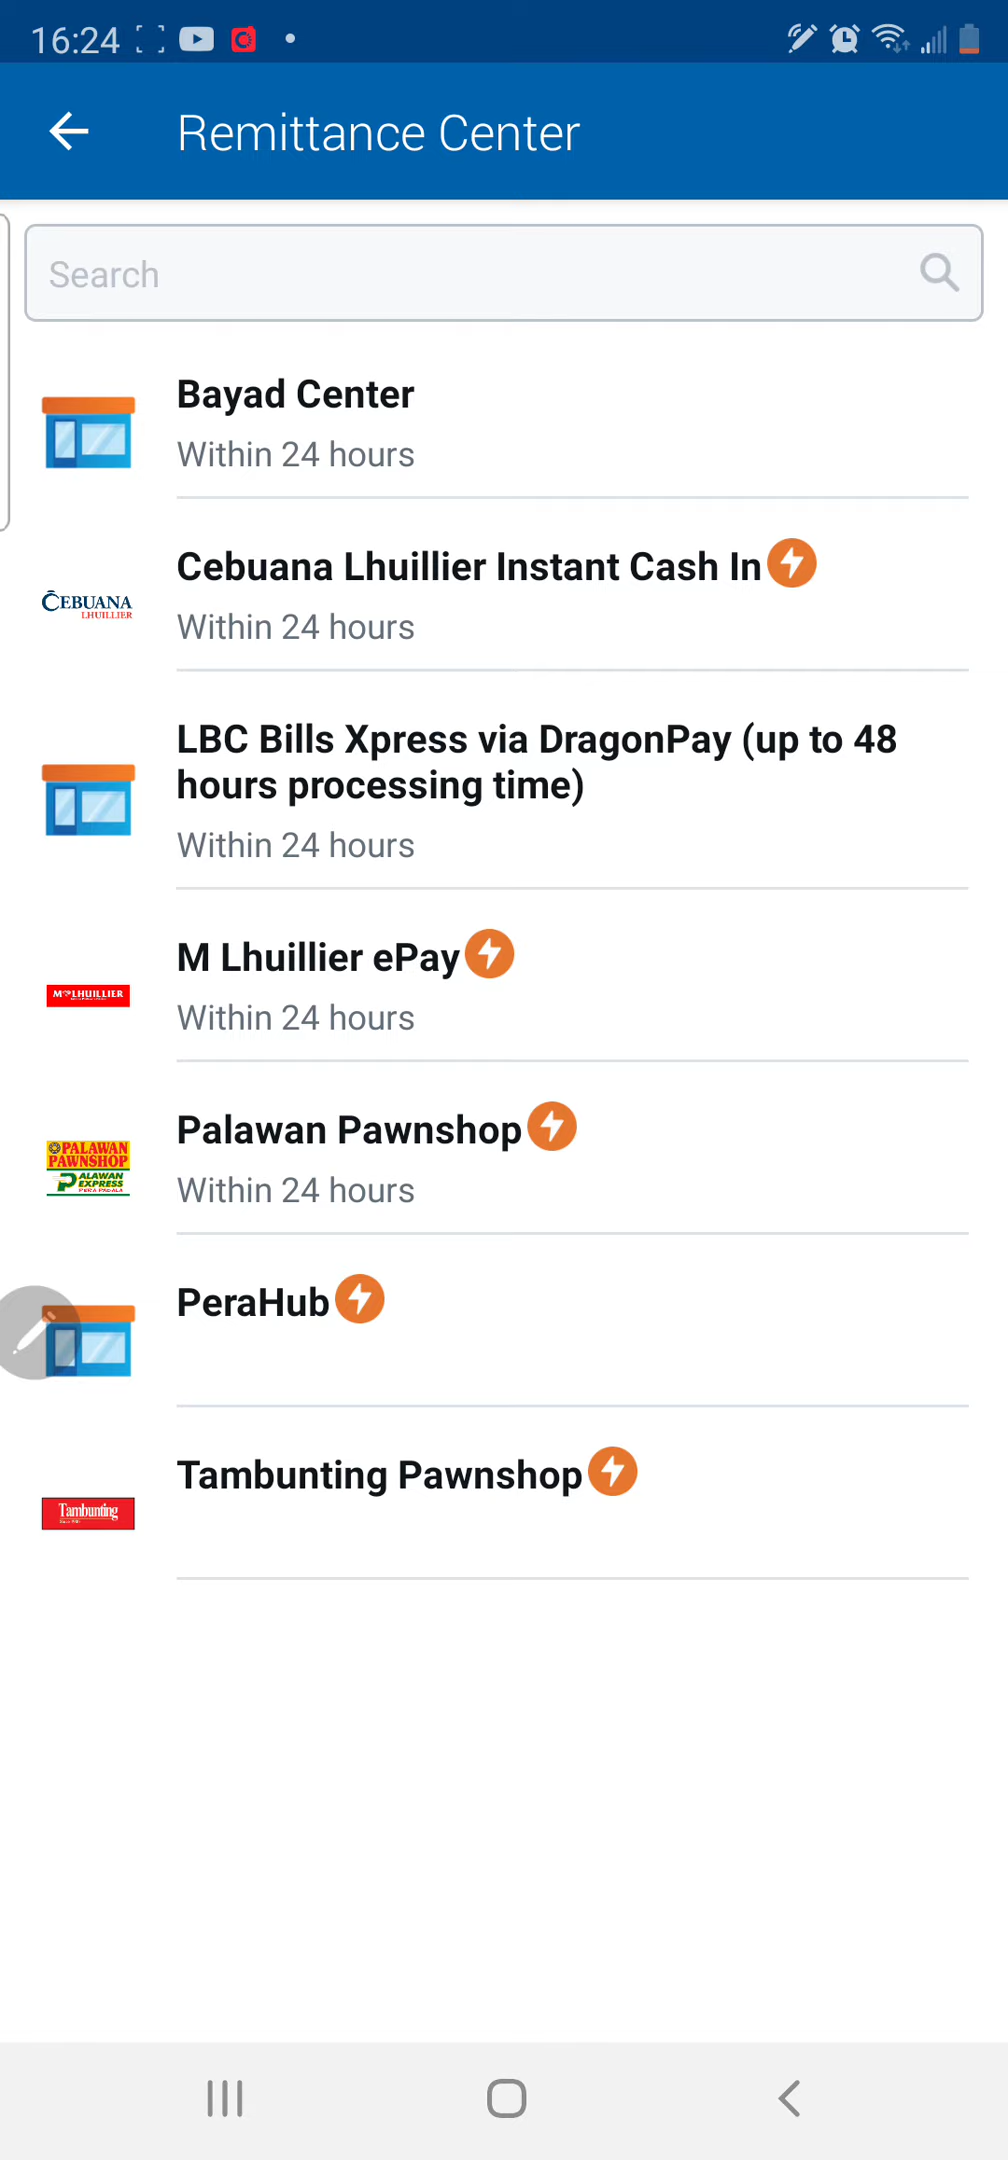 16:24
Remittance Center
Search
Bayad Center
Within 24 hours
Cebuana Lhuillier Instant Cash In
CEBUANA
LHUILLIER
Within 24 hours
LBC Bills Xpress via DragonPay (up to 48
hours processing time)
Within 24 hours
M Lhuillier ePay
M LHUILLIER
Within 24 hours
Palawan Pawnshop
PALAWAN
PAWNSHOP
PALAWAN
EXPRESS
PERA PADALA
Within 24 hours
PeraHub
Tambunting Pawnshop
Tambunting